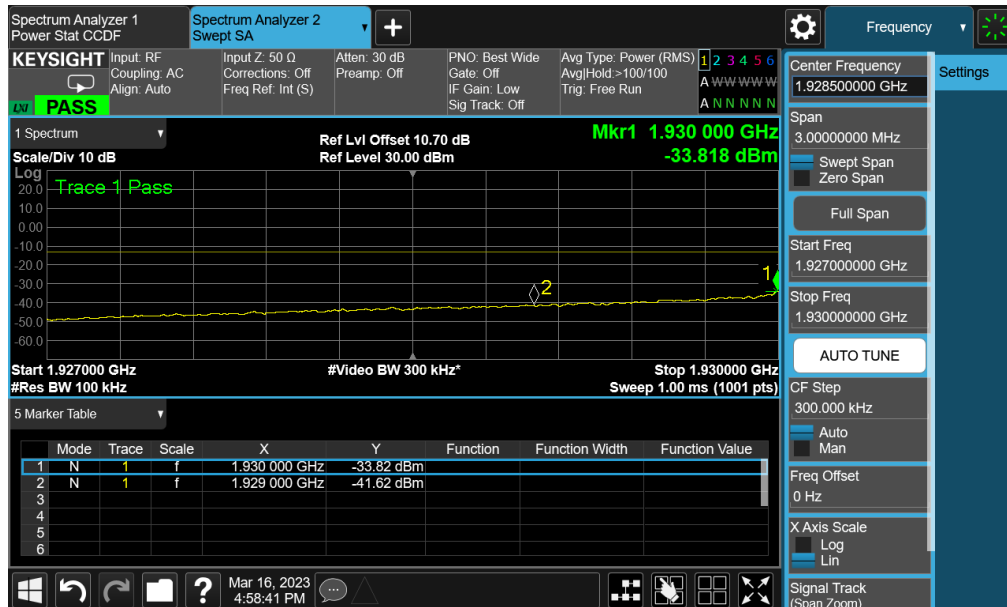 Spectrum Analyzer 1
Power Stat CCDF
Spectrum Analyzer 2
Swept SA
▼
+
Frequency
▼
KEYSIGHT
LXI
PASS
Input: RF
Coupling: AC
Align: Auto
Input Z: 50 Ω
Corrections: Off
Freq Ref: Int (S)
Atten: 30 dB
Preamp: Off
PNO: Best Wide
Gate: Off
IF Gain: Low
Sig Track: Off
Avg Type: Power (RMS)
Avg|Hold:>100/100
Trig: Free Run
1 2 3 4 5 6
A W W W W W
A N N N N N
1 Spectrum ▼
Scale/Div 10 dB
Ref Lvl Offset 10.70 dB
Ref Level 30.00 dBm
Mkr1 1.930 000 GHz
-33.818 dBm
Log
Trace 1 Pass
20.0
10.0
0.00
-10.0
-20.0
-30.0
-40.0
-50.0
-60.0
1
2
Start 1.927000 GHz
#Res BW 100 kHz
#Video BW 300 kHz*
Stop 1.930000 GHz
Sweep 1.00 ms (1001 pts)
5 Marker Table ▼
Mode Trace Scale X Y Function Function Width Function Value
1 N 1 f 1.930 000 GHz -33.82 dBm
2 N 1 f 1.929 000 GHz -41.62 dBm
3
4
5
6
Center Frequency
1.928500000 GHz
Settings
Span
3.00000000 MHz
Swept Span
Zero Span
Full Span
Start Freq
1.927000000 GHz
Stop Freq
1.930000000 GHz
AUTO TUNE
CF Step
300.000 kHz
Auto
Man
Freq Offset
0 Hz
X Axis Scale
Log
Lin
Signal Track
(Span Zoom)
?
Mar 16, 2023
4:58:41 PM